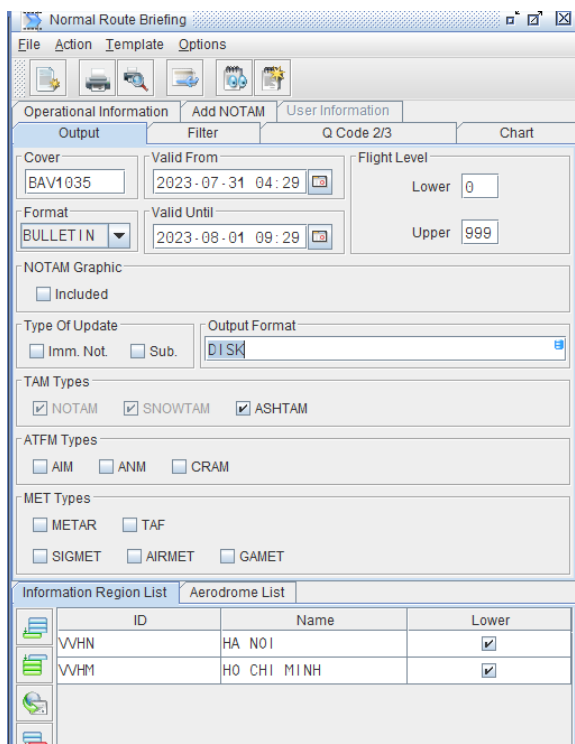 Normal Route Briefing
File Action Template Options
Operational Information Add NOTAM User Information
Output Filter Q Code 2/3 Chart
Cover Valid From Flight Level
BAV1035 2023-07-31 04:29 Lower 0
Format Valid Until
BULLETIN 2023-08-01 09:29 Upper 999
NOTAM Graphic
Included
Type Of Update Output Format
Imm. Not. Sub. DISK
TAM Types
NOTAM SNOWTAM ASHTAM
ATFM Types
AIM ANM CRAM
MET Types
METAR TAF
SIGMET AIRMET GAMET
Information Region List Aerodrome List
ID Name Lower
VVHN HA NOI
VVHM HO CHI MINH